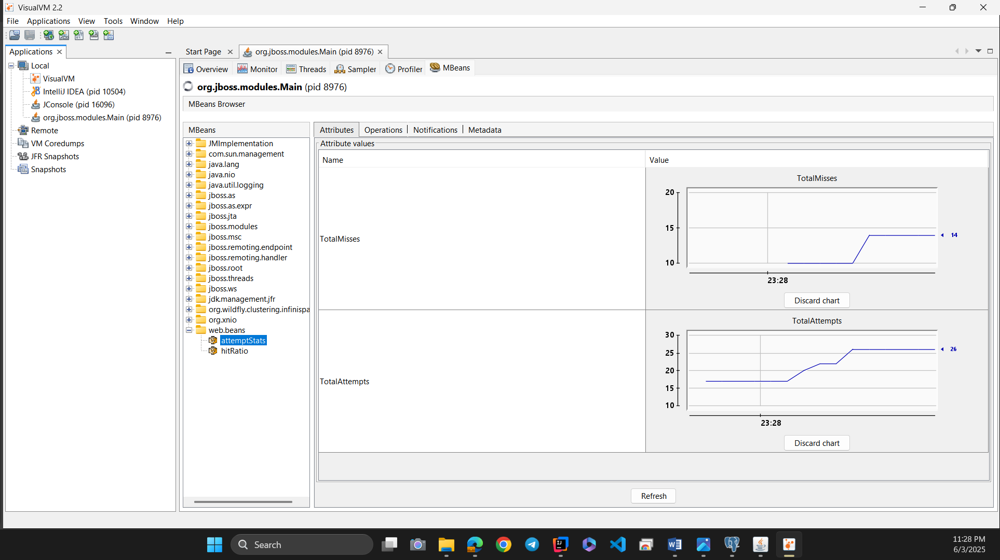 VisualVM 2.2
File Applications View Tools Window Help
Applications
Start Page
org.jboss.modules.Main (pid 8976)
Local
VisualVM
IntelliJ IDEA (pid 10504)
JConsole (pid 16096)
org.jboss.modules.Main (pid 8976)
Remote
VM Coredumps
JFR Snapshots
Snapshots
Overview Monitor Threads Sampler Profiler MBeans
org.jboss.modules.Main (pid 8976)
MBeans Browser
MBeans
JMImplementation
com.sun.management
java.lang
java.nio
java.util.logging
jboss.as
jboss.as.expr
jboss.jta
jboss.modules
jboss.msc
jboss.remoting.endpoint
jboss.remoting.handler
jboss.root
jboss.threads
jboss.ws
jdk.management.jfr
org.wildfly.clustering.infinispa
org.xnio
web.beans
attemptStats
hitRatio
Attributes Operations Notifications Metadata
Attribute values
Name Value
TotalMisses
TotalMisses
20
15
10
14
23:28
Discard chart
TotalAttempts
TotalAttempts
30
25
20
15
10
26
23:28
Discard chart
Refresh
Search
11:28 PM
6/3/2025